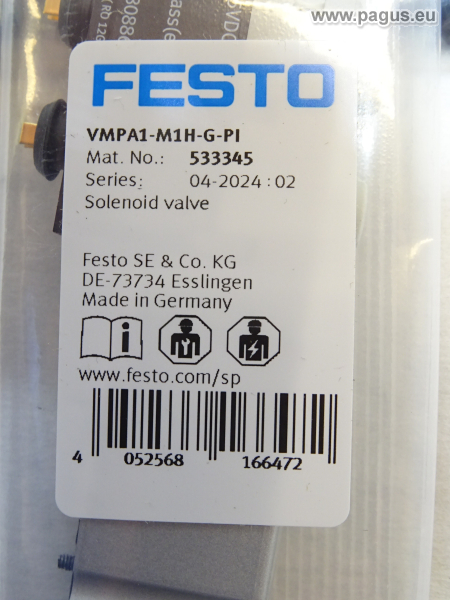 www.pagus.eu
FESTO
VMPA1-M1H-G-PI
Mat. No.: 533345
Series: 04-2024 : 02
Solenoid valve
Festo SE & Co. KG
DE-73734 Esslingen
Made in Germany
www.festo.com/sp
4 052568 166472